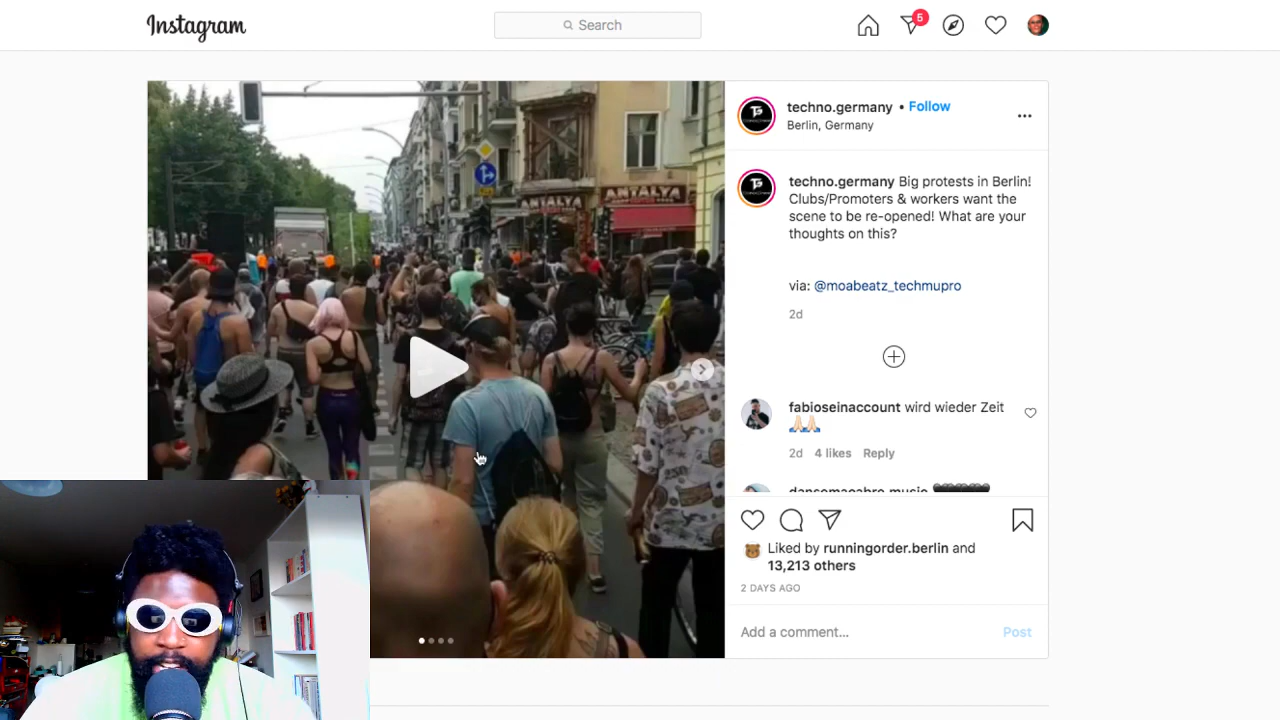 Instagram
Search
5
techno.germany • Follow
Berlin, Germany
techno.germany Big protests in Berlin!
Clubs/Promoters & workers want the
scene to be re-opened! What are your
thoughts on this?
via: @moabeatz_techmupro
2d
fabioseinaccount wird wieder Zeit
2d 4 likes Reply
dansemacabre.music
Liked by runningorder.berlin and
13,213 others
2 DAYS AGO
Add a comment... Post
ANTALYA
ANTALYA